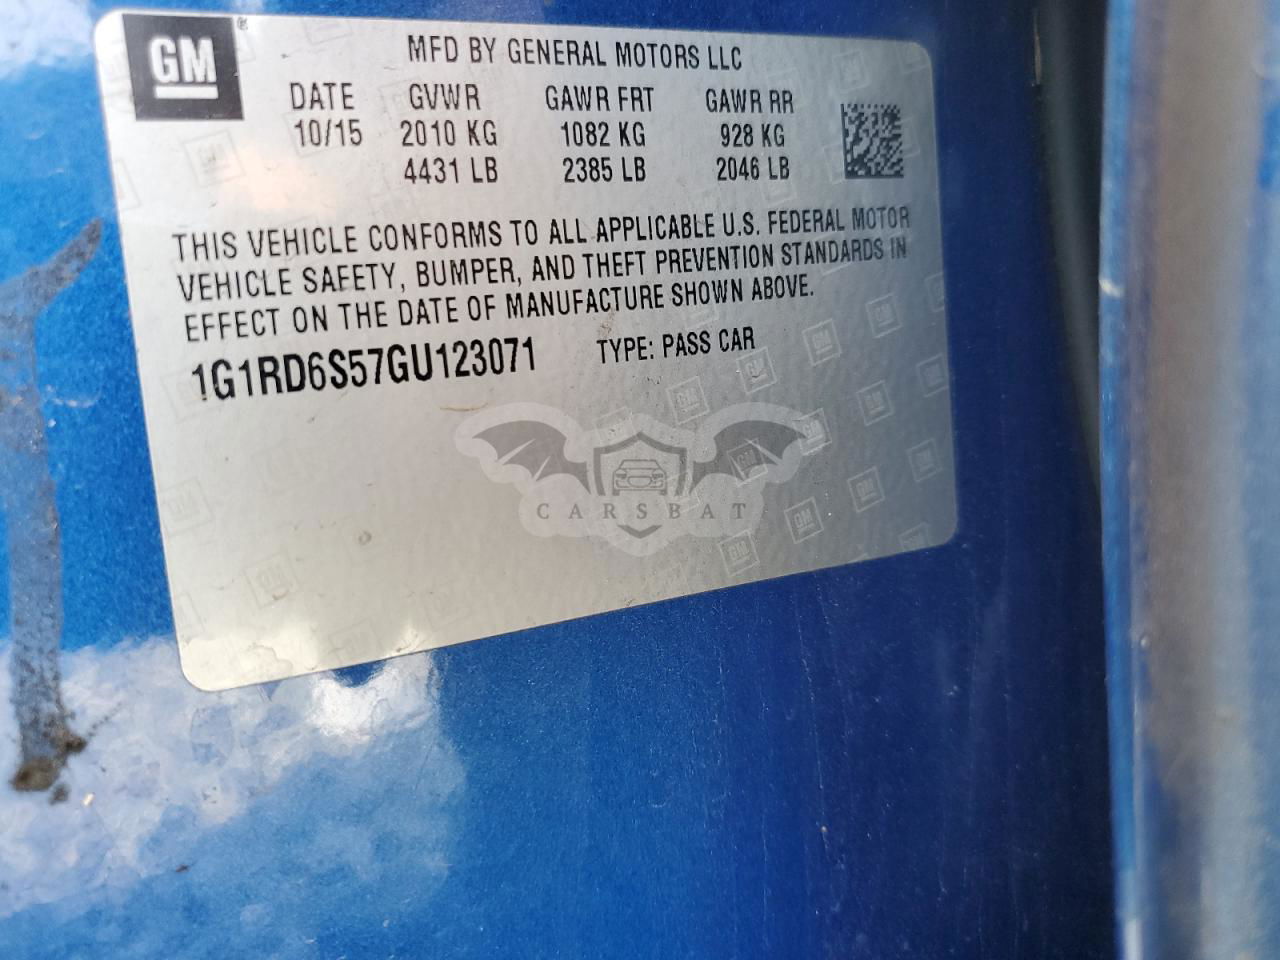 GM
MFD BY GENERAL MOTORS LLC
DATE GVWR GAWR FRT GAWR RR
10/15 2010 KG 1082 KG 928 KG
4431 LB 2385 LB 2046 LB
THIS VEHICLE CONFORMS TO ALL APPLICABLE U.S. FEDERAL MOTOR
VEHICLE SAFETY, BUMPER, AND THEFT PREVENTION STANDARDS IN
EFFECT ON THE DATE OF MANUFACTURE SHOWN ABOVE.
1G1RD6S57GU123071 TYPE: PASS CAR
CARSBAT